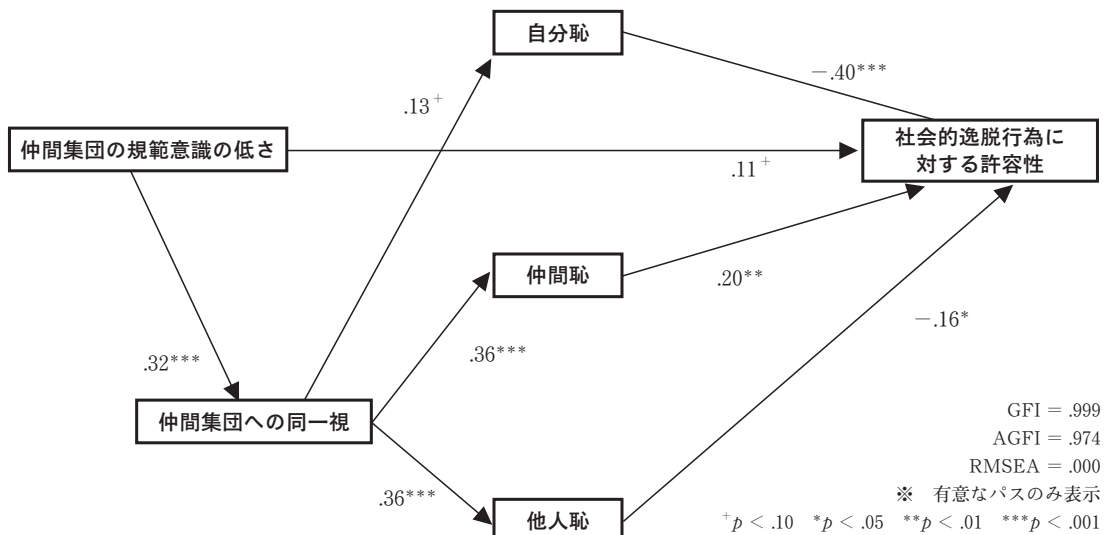 自分恥
−.40***
.13+
仲間集団の規範意識の低さ
社会的逸脱行為に
対する許容性
.11+
仲間恥
.20**
−.16*
.36***
.32***
仲間集団への同一視
GFI = .999
AGFI = .974
RMSEA = .000
.36***
※ 有意なパスのみ表示
他人恥
+p < .10 *p < .05 **p < .01 ***p < .001